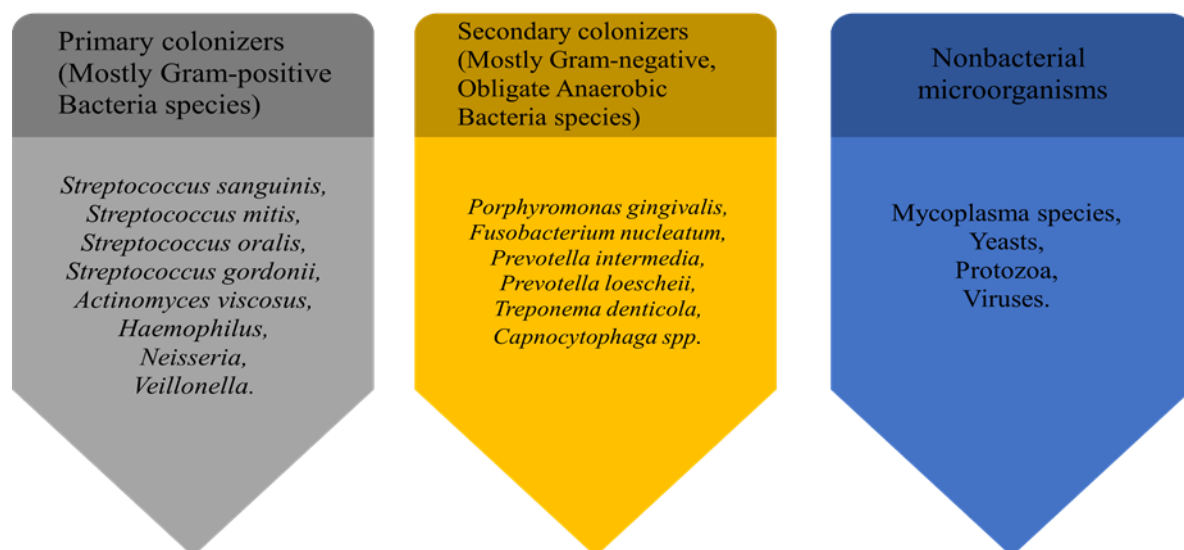 Primary colonizers
(Mostly Gram-positive
Bacteria species)
Streptococcus sanguinis,
Streptococcus mitis,
Streptococcus oralis,
Streptococcus gordonii,
Actinomyces viscosus,
Haemophilus,
Neisseria,
Veillonella.
Secondary colonizers
(Mostly Gram-negative,
Obligate Anaerobic
Bacteria species)
Porphyromonas gingivalis,
Fusobacterium nucleatum,
Prevotella intermedia,
Prevotella loescheii,
Treponema denticola,
Capnocytophaga spp.
Nonbacterial
microorganisms
Mycoplasma species,
Yeasts,
Protozoa,
Viruses.